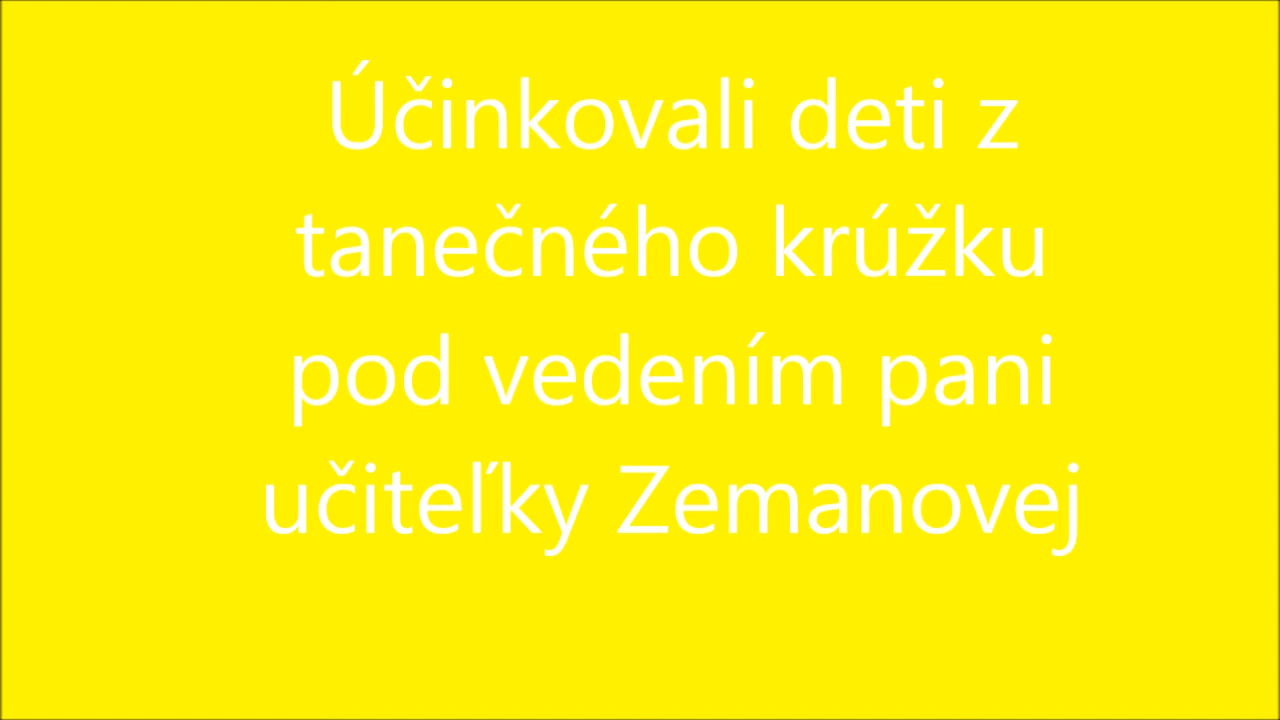 Účinkovali deti z
tanečného krúžku
pod vedením pani
učiteľky Zemanovej